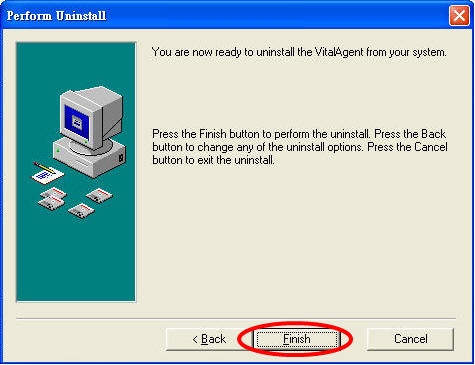 Perform Uninstall
You are now ready to uninstall the VitalAgent from your system.
Press the Finish button to perform the uninstall. Press the Back
button to change any of the uninstall options. Press the Cancel
button to exit the uninstall.
< Back Finish Cancel